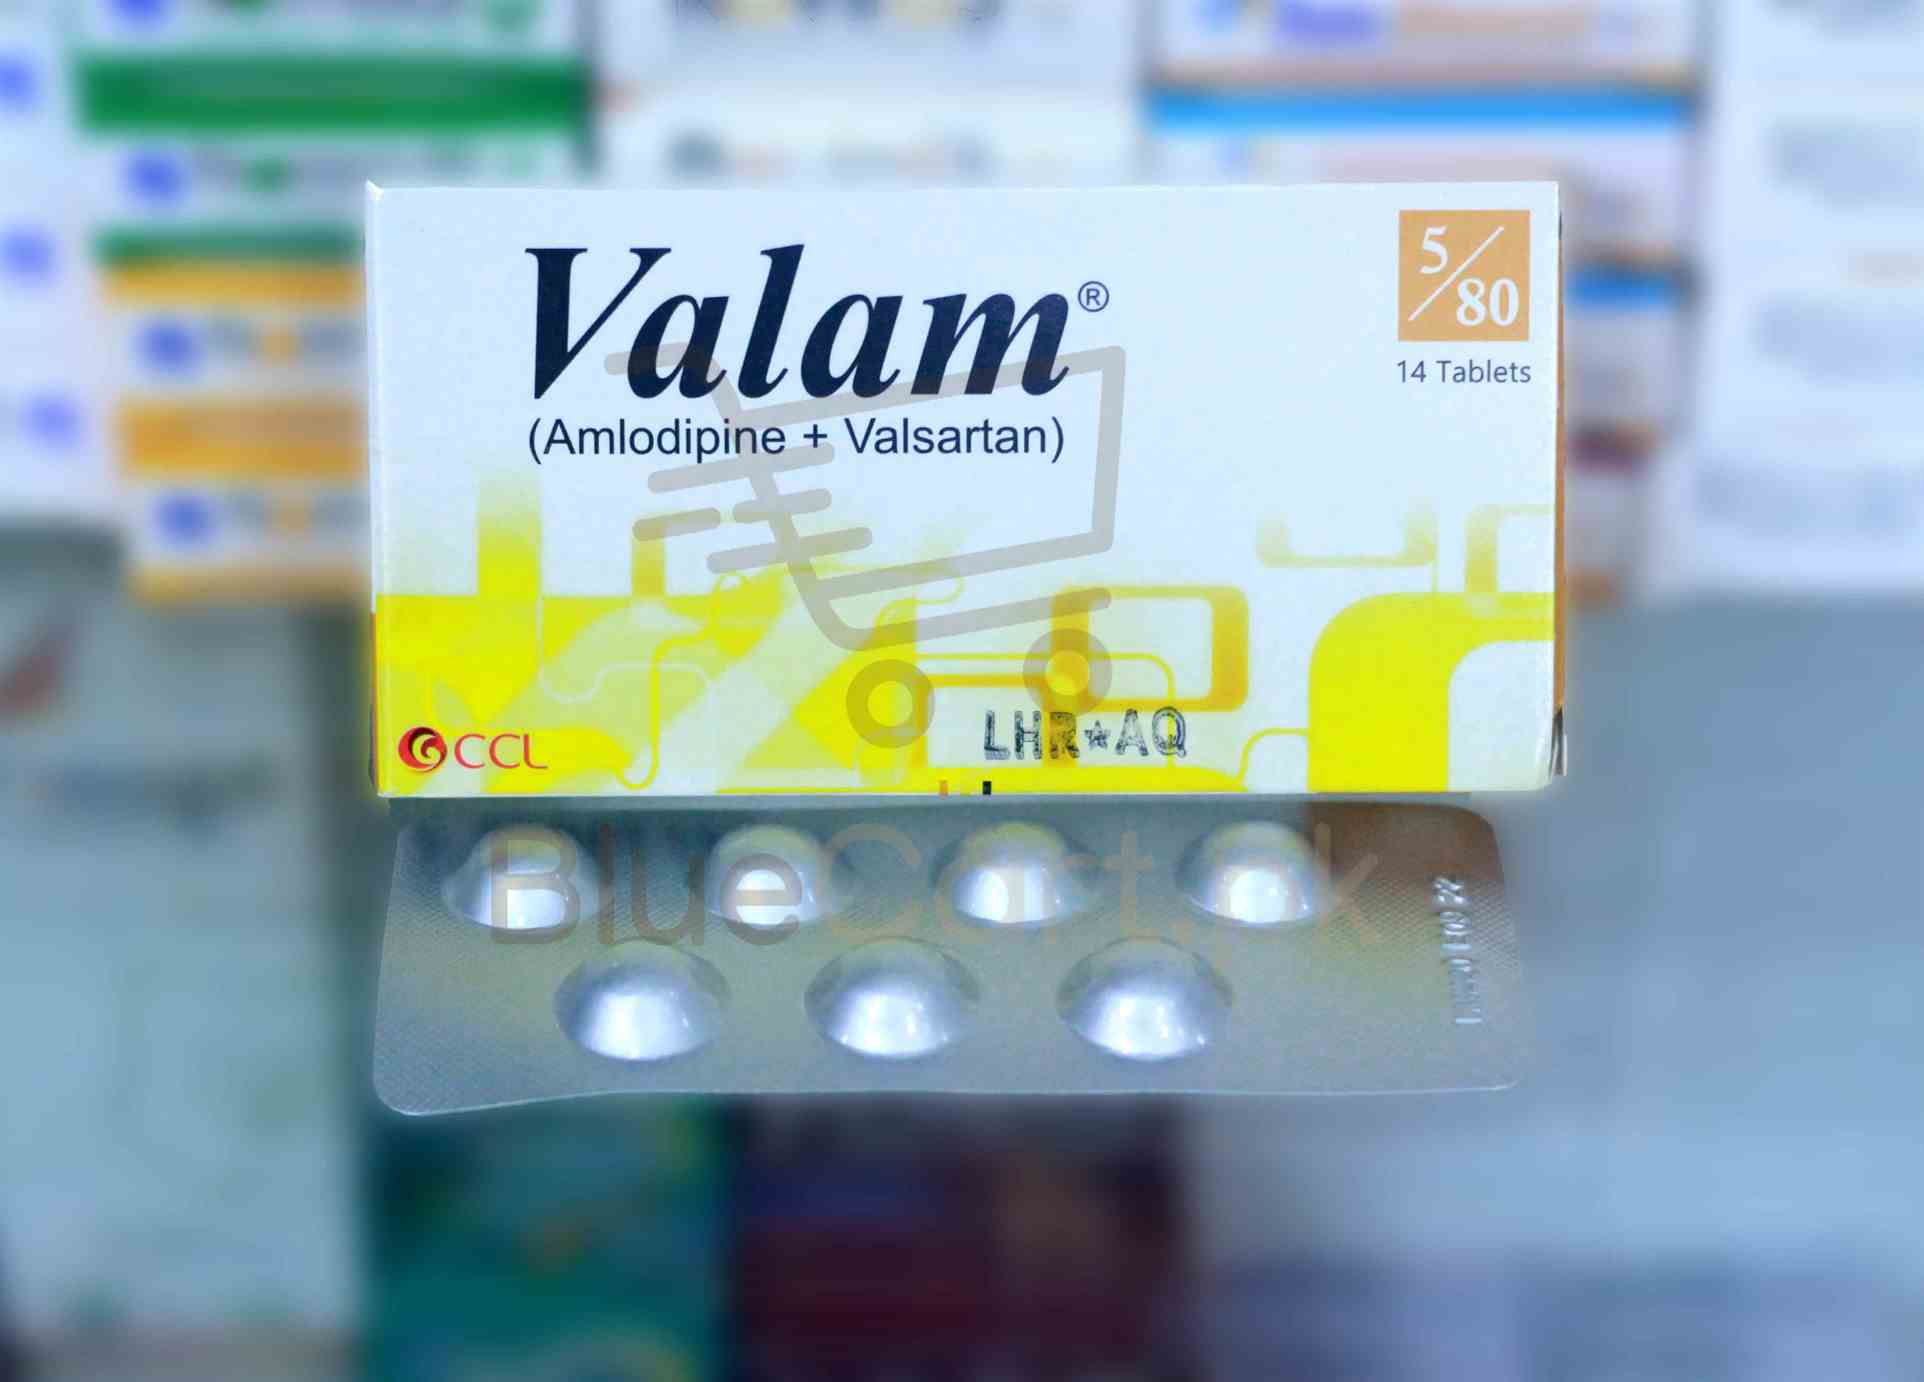 Valam®
(Amlodipine + Valsartan)
5/80
14 Tablets
CCL
LHR★AQ
BlueCart.pk